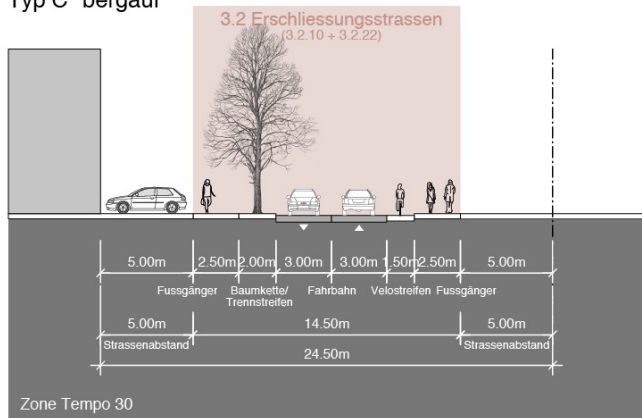 Typ C  bergauf
3.2 Erschliessungsstrassen
(3.2.10 + 3.2.22)
5.00m 2.50m 2.00m 3.00m 3.00m 1.50m 2.50m 5.00m
Fussgänger Baumkette/ Fahrbahn Velostreifen Fussgänger
Trennstreifen
5.00m 14.50m 5.00m
Strassenabstand Strassenabstand
24.50m
Zone Tempo 30